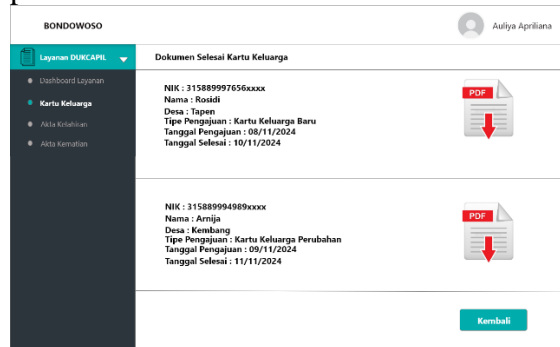 BONDOWOSO
Auliya Apriliana
Layanan DUKCAPIL
Dokumen Selesai Kartu Keluarga
Dashboard Layanan
Kartu Keluarga
Akta Kelahiran
Akta Kematian
NIK : 315889997656xxxx
Nama : Rosidi
Desa : Tapen
Tipe Pengajuan : Kartu Keluarga Baru
Tanggal Pengajuan : 08/11/2024
Tanggal Selesai : 10/11/2024
PDF
NIK : 315889994989xxxx
Nama : Arnija
Desa : Kembang
Tipe Pengajuan : Kartu Keluarga Perubahan
Tanggal Pengajuan : 09/11/2024
Tanggal Selesai : 11/11/2024
PDF
Kembali